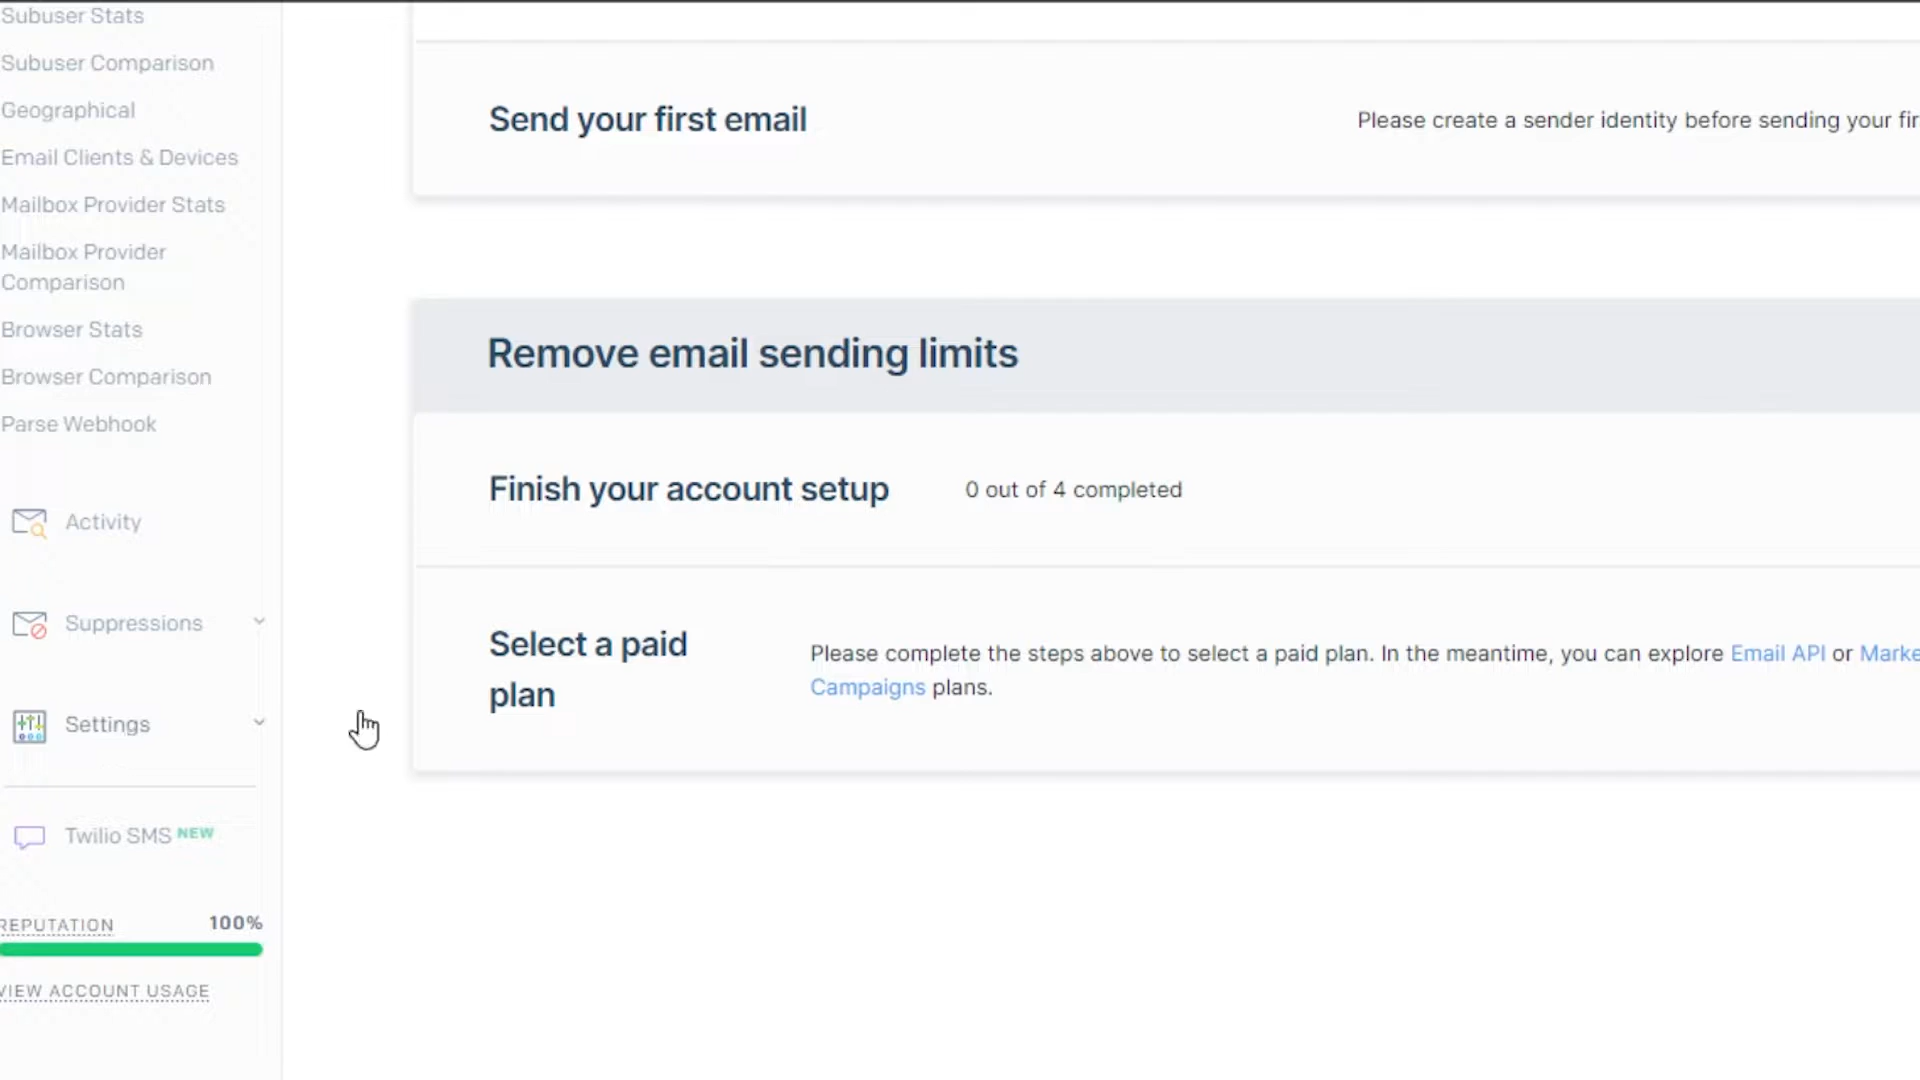 Subuser Stats
Subuser Comparison
Geographical
Email Clients & Devices
Mailbox Provider Stats
Mailbox Provider
Comparison
Browser Stats
Browser Comparison
Parse Webhook
Activity
Suppressions
Settings
Twilio SMS NEW
REPUTATION 100%
VIEW ACCOUNT USAGE
Send your first email
Please create a sender identity before sending your fir
Remove email sending limits
Finish your account setup
0 out of 4 completed
Select a paid
plan
Please complete the steps above to select a paid plan. In the meantime, you can explore Email API or Marke
Campaigns plans.